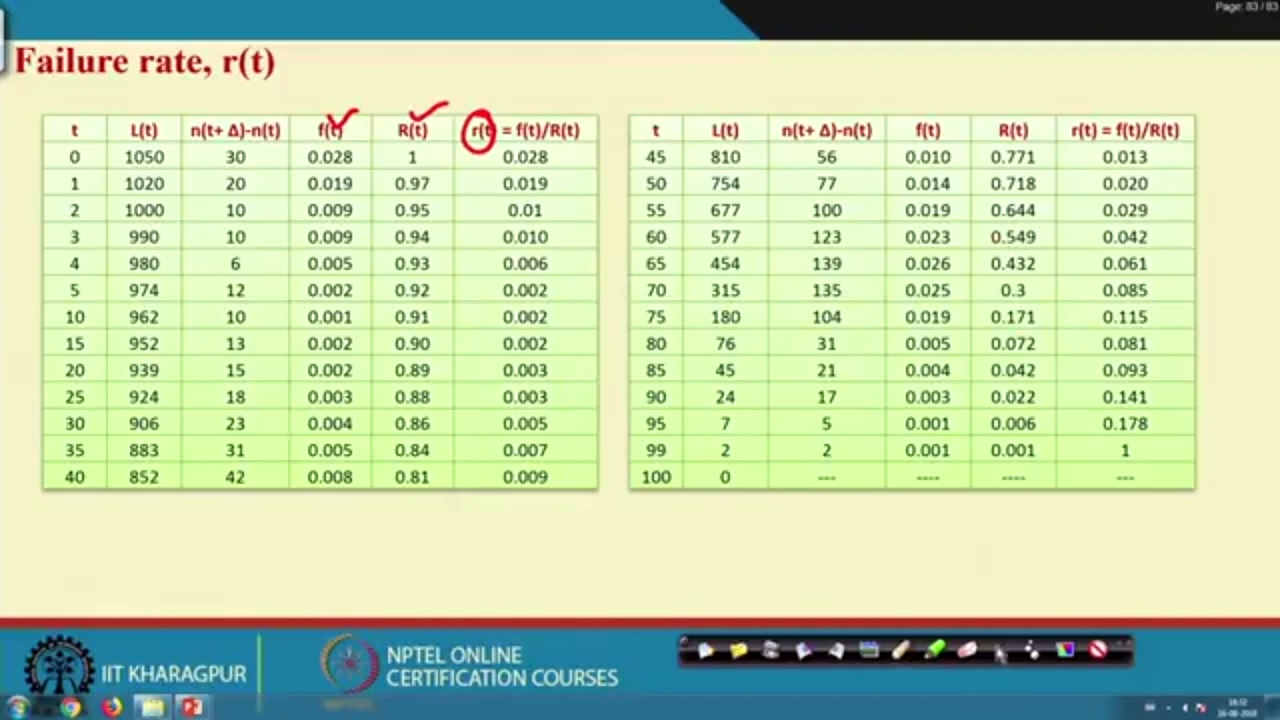 Page: 83 / 83
Failure rate, r(t)
t L(t) n(t+ Δ)-n(t) f(t) R(t) r(t) = f(t)/R(t)
0 1050 30 0.028 1 0.028
1 1020 20 0.019 0.97 0.019
2 1000 10 0.009 0.95 0.01
3 990 10 0.009 0.94 0.010
4 980 6 0.005 0.93 0.006
5 974 12 0.002 0.92 0.002
10 962 10 0.001 0.91 0.002
15 952 13 0.002 0.90 0.002
20 939 15 0.002 0.89 0.003
25 924 18 0.003 0.88 0.003
30 906 23 0.004 0.86 0.005
35 883 31 0.005 0.84 0.007
40 852 42 0.008 0.81 0.009
t L(t) n(t+ Δ)-n(t) f(t) R(t) r(t) = f(t)/R(t)
45 810 56 0.010 0.771 0.013
50 754 77 0.014 0.718 0.020
55 677 100 0.019 0.644 0.029
60 577 123 0.023 0.549 0.042
65 454 139 0.026 0.432 0.061
70 315 135 0.025 0.3 0.085
75 180 104 0.019 0.171 0.115
80 76 31 0.005 0.072 0.081
85 45 21 0.004 0.042 0.093
90 24 17 0.003 0.022 0.141
95 7 5 0.001 0.006 0.178
99 2 2 0.001 0.001 1
100 0 --- ---- ---- ---
IIT KHARAGPUR
NPTEL ONLINE
CERTIFICATION COURSES